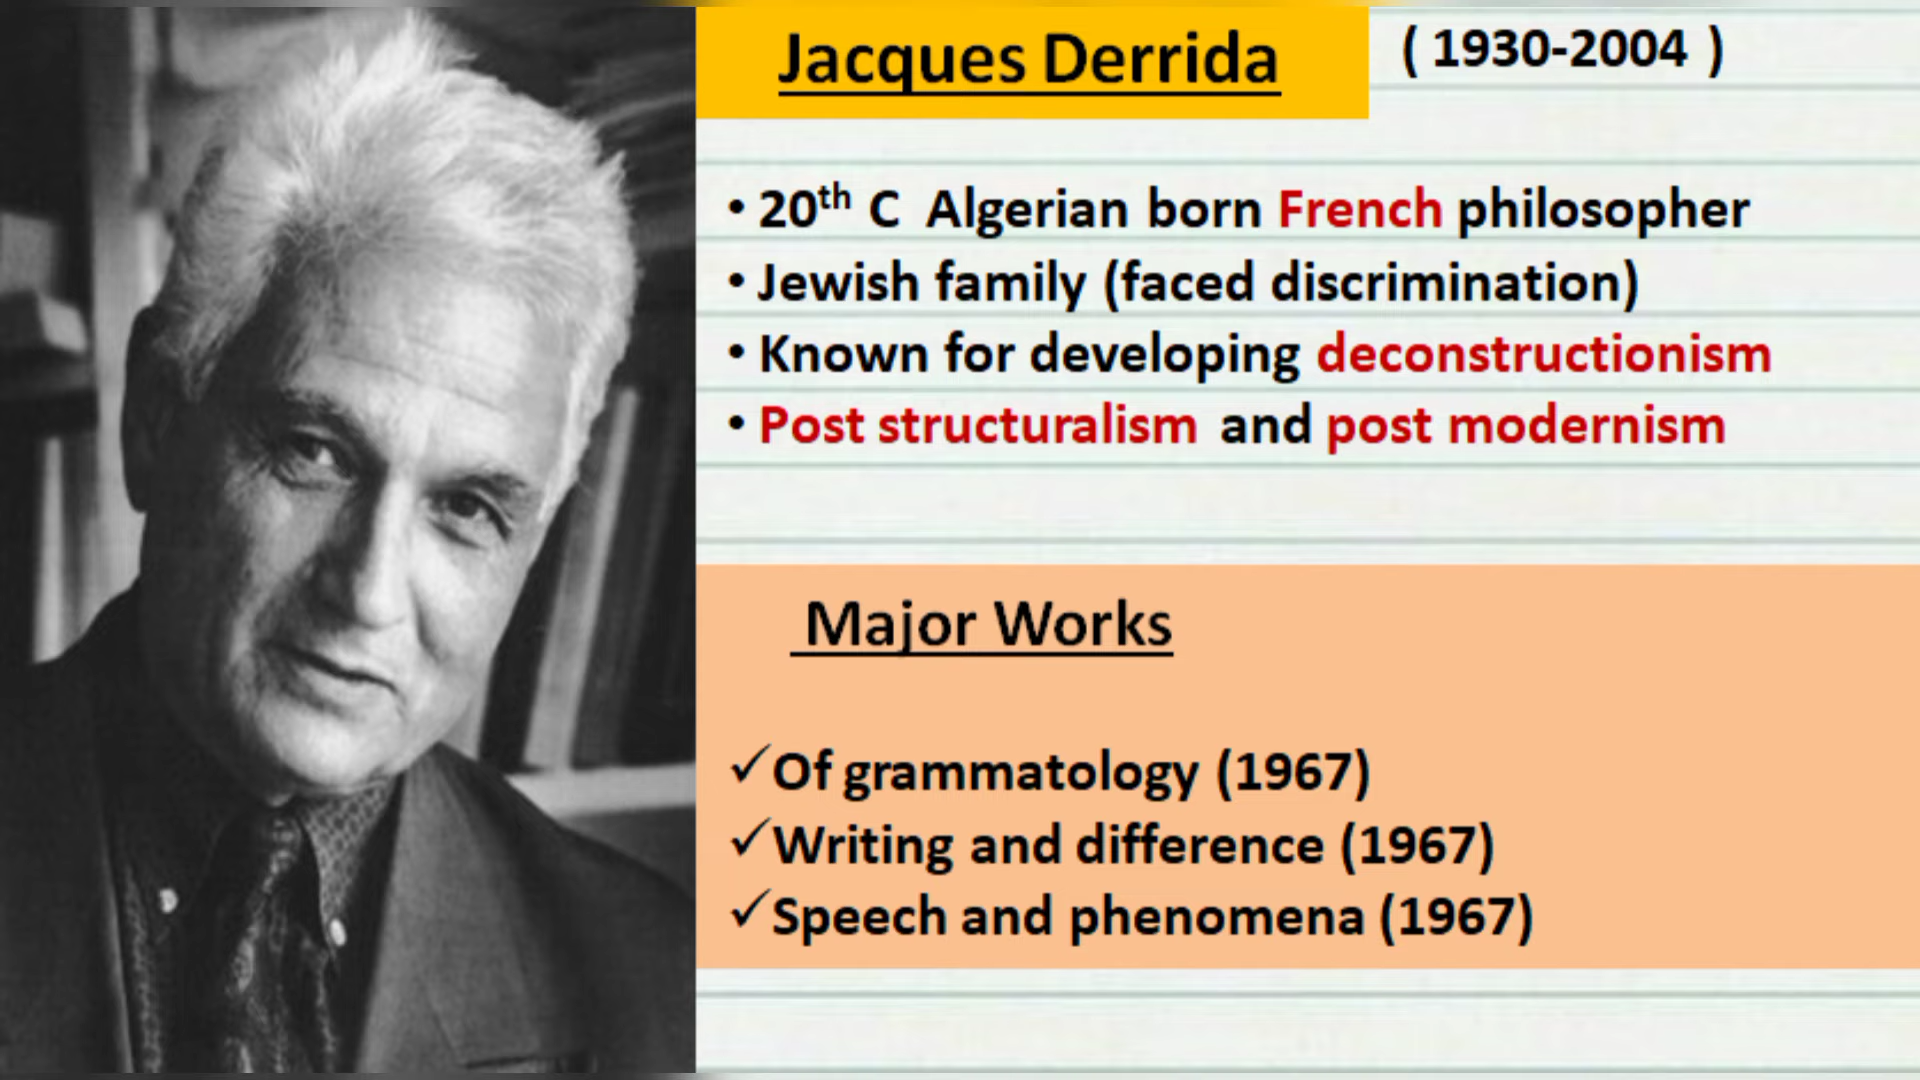 Jacques Derrida ( 1930-2004 )
• 20th C Algerian born French philosopher
• Jewish family (faced discrimination)
• Known for developing deconstructionism
• Post structuralism and post modernism
Major Works
✓Of grammatology (1967)
✓Writing and difference (1967)
✓Speech and phenomena (1967)